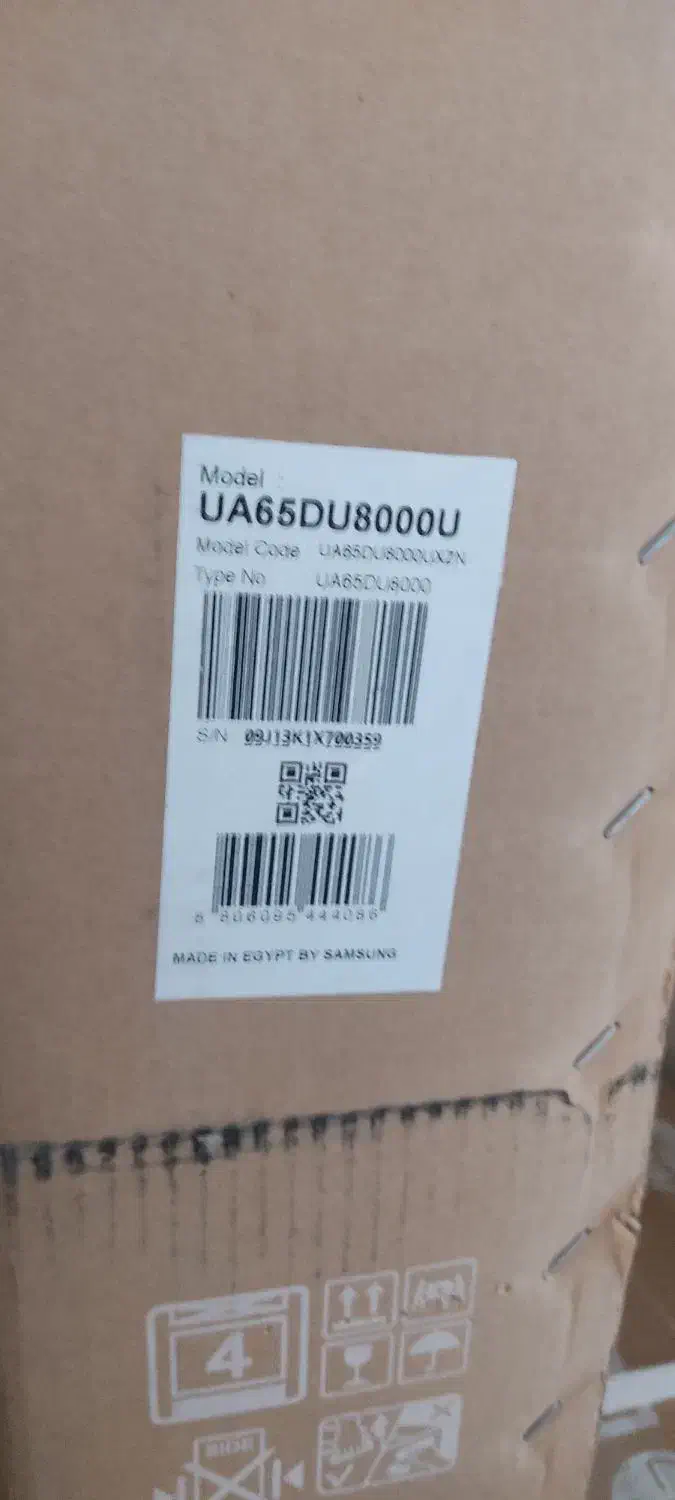 Model :
UA65DU8000U
Model Code UA65DU8000UXZN
Type No UA65DU8000
S/N 09J13K1X700359
8 806095 444086
MADE IN EGYPT BY SAMSUNG
4